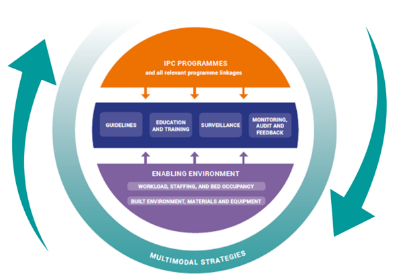 IPC PROGRAMMES
and all relevant programme linkages
GUIDELINES
EDUCATION
AND TRAINING
SURVEILLANCE
MONITORING,
AUDIT AND
FEEDBACK
ENABLING ENVIRONMENT
WORKLOAD, STAFFING, AND BED OCCUPANCY
BUILT ENVIRONMENT, MATERIALS AND EQUIPMENT
MULTIMODAL STRATEGIES